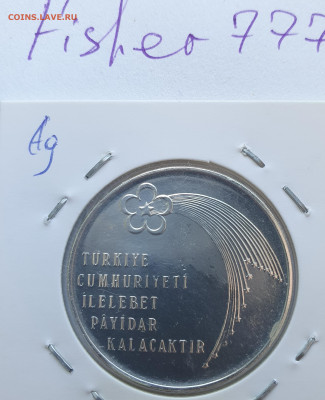 COINS.LAVE.RU
Fisher 777
Ag
TÜRKİYE
CUMHURİYETİ
İLELEBET
PÂYİDAR
KALACAKTIR